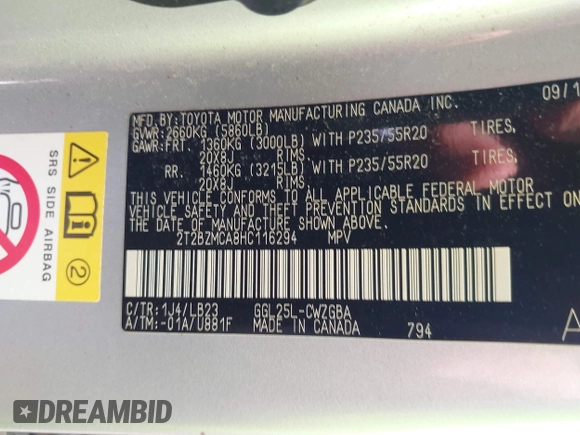 MFD.BY:TOYOTA MOTOR MANUFACTURING CANADA INC. 09/1
GVWR:2660KG (5860LB)
GAWR:FRT. 1360KG (3000LB) WITH P235/55R20 TIRES,
20X8J RIMS
RR. 1460KG (3215LB) WITH P235/55R20 TIRES,
20X8J RIMS
THIS VEHICLE CONFORMS TO ALL APPLICABLE FEDERAL MOTOR
VEHICLE SAFETY AND THEFT PREVENTION STANDARDS IN EFFECT ON
THE DATE OF MANUFACTURE SHOWN ABOVE.
2T2BZMCA8HC116294 MPV
C/TR:1J4/LB23 GGL25L-CWZGBA
A/TM:-01A/U881F MADE IN CANADA 794
A
SRS SIDE AIRBAG
2
DREAMBID